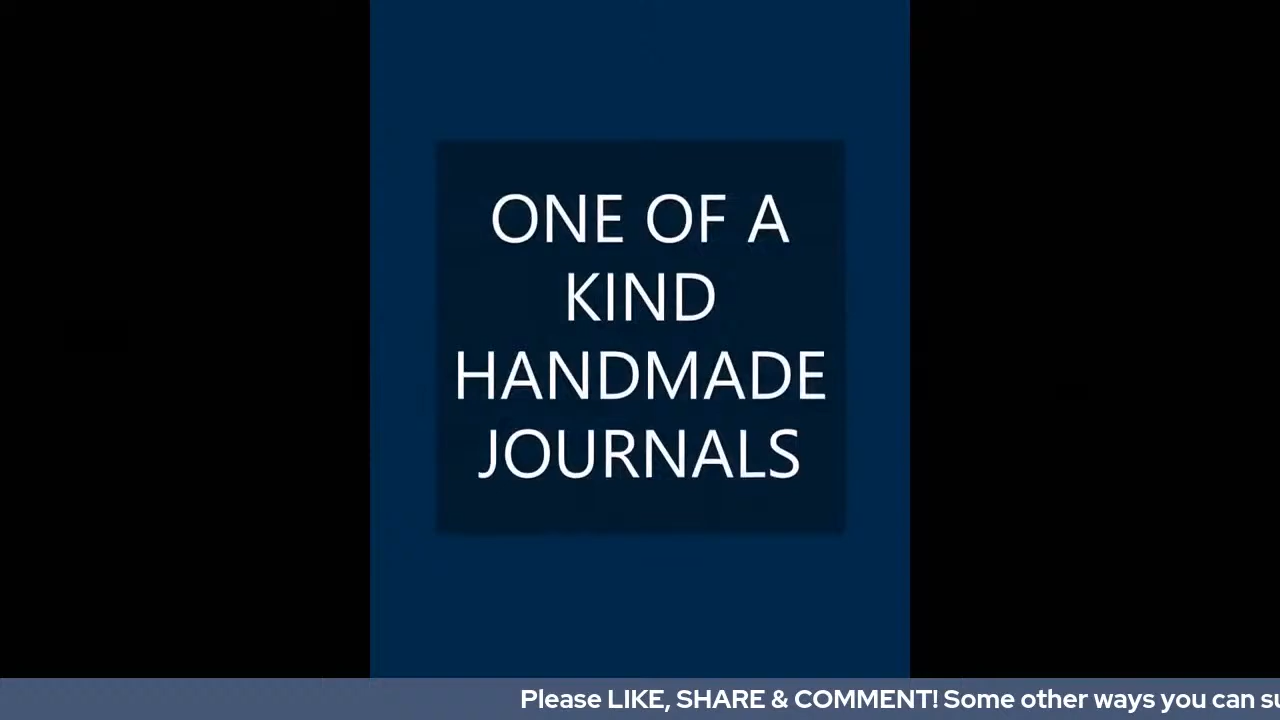 ONE OF A
KIND
HANDMADE
JOURNALS
Please LIKE, SHARE & COMMENT! Some other ways you can